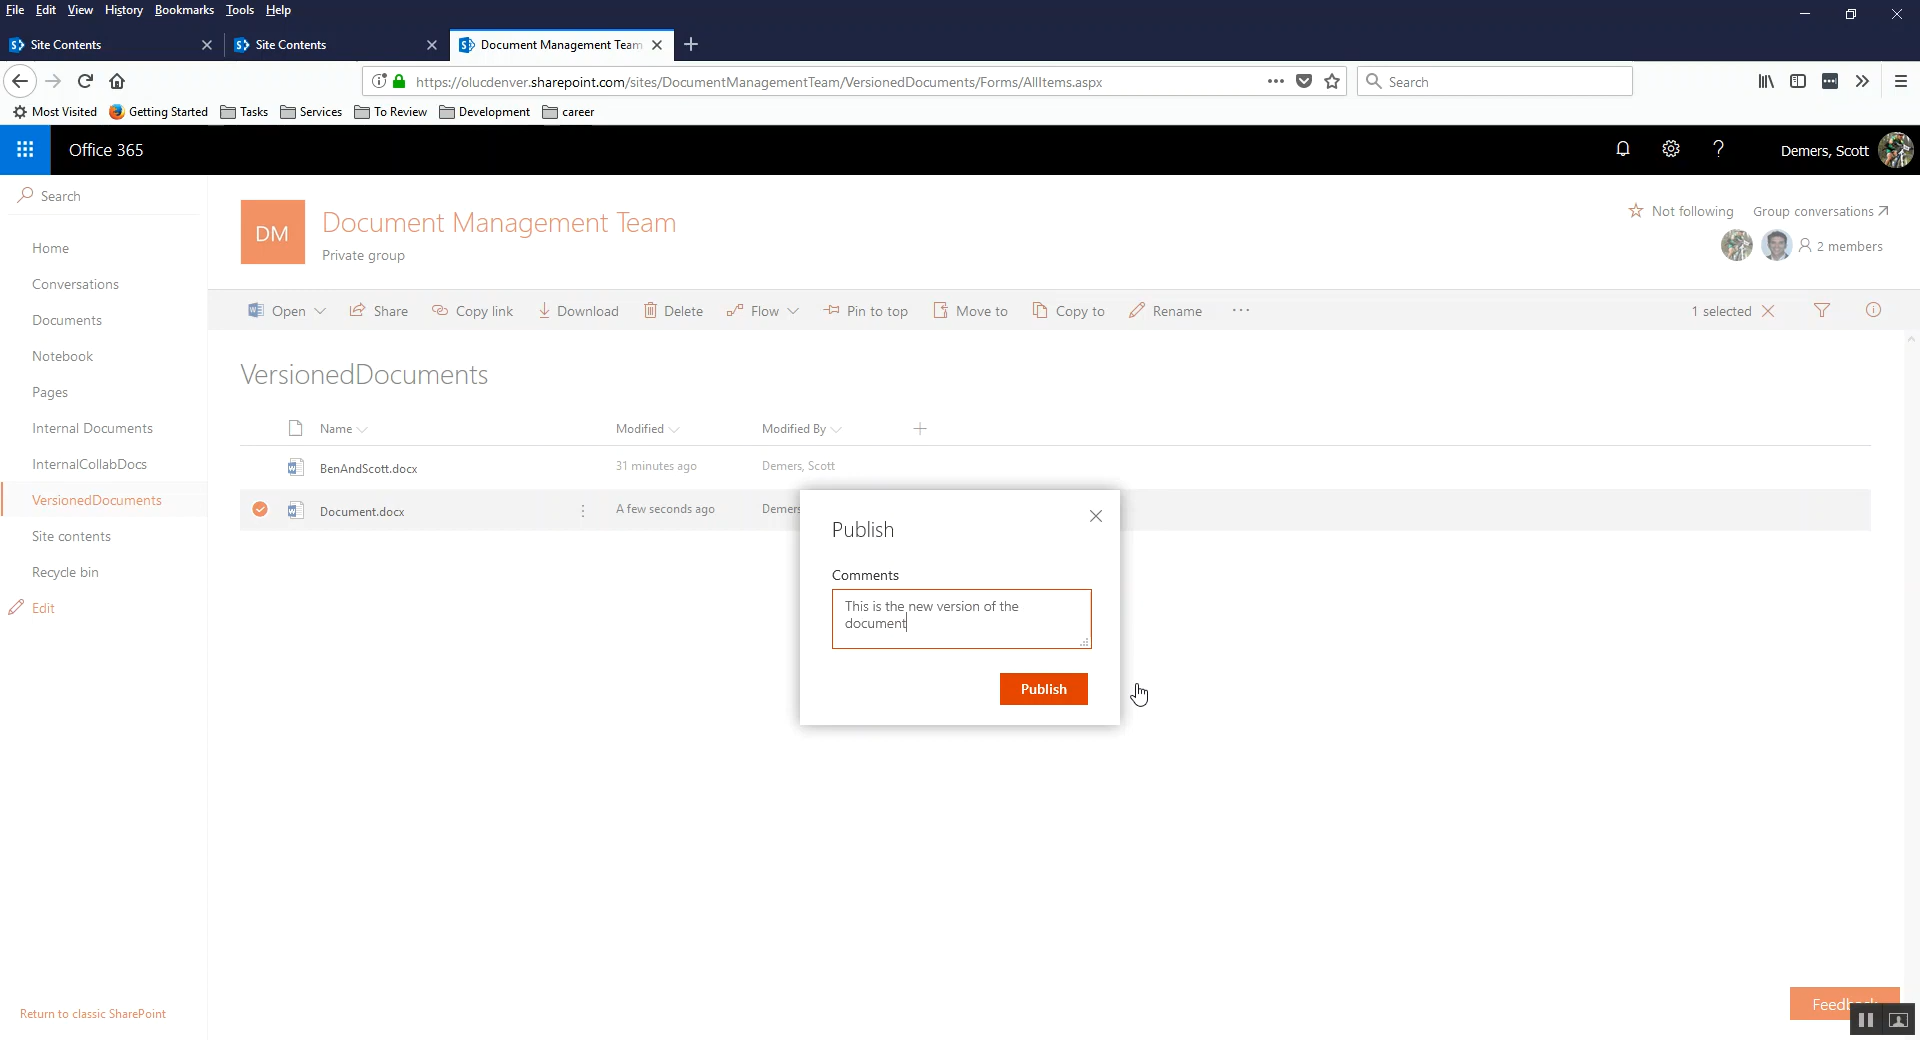 File Edit View History Bookmarks Tools Help
Site Contents
Site Contents
Document Management Team
https://olucdenver.sharepoint.com/sites/DocumentManagementTeam/VersionedDocuments/Forms/AllItems.aspx
Search
Most Visited Getting Started Tasks Services To Review Development career
Office 365
? Demers, Scott
Search
DM
Document Management Team
Private group
Not following Group conversations
2 members
Home
Conversations
Documents
Notebook
Pages
Internal Documents
InternalCollabDocs
VersionedDocuments
Site contents
Recycle bin
Edit
Open Share Copy link Download Delete Flow Pin to top Move to Copy to Rename ... 1 selected
VersionedDocuments
Name Modified Modified By
BenAndScott.docx 31 minutes ago Demers, Scott
Document.docx A few seconds ago Demers
Publish
Comments
This is the new version of the
document
Publish
Return to classic SharePoint